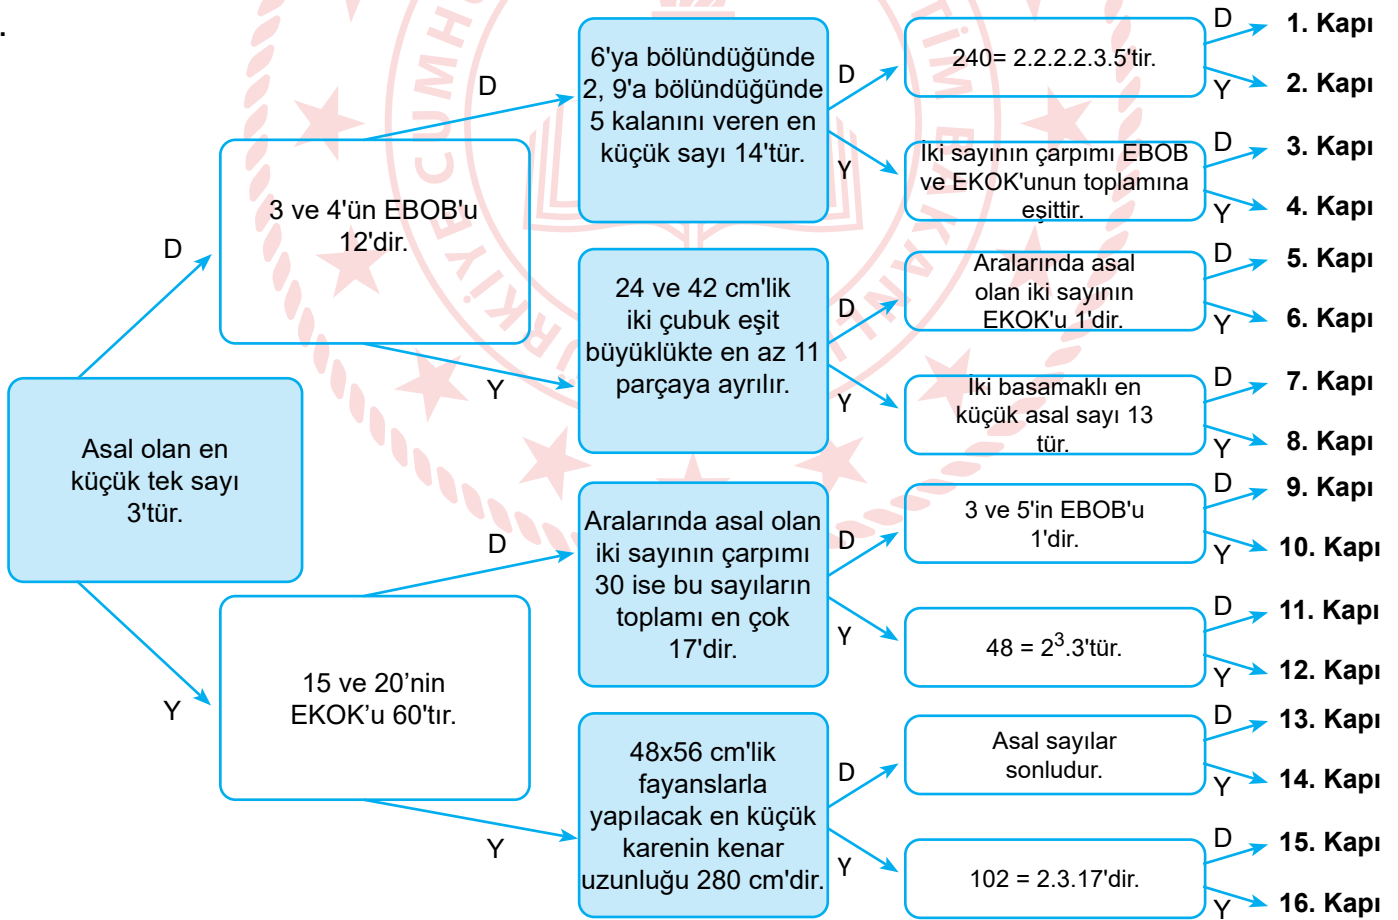 .
Asal olan en
küçük tek sayı
3'tür.
D
Y
3 ve 4'ün EBOB'u
12'dir.
D
Y
15 ve 20’nin
EKOK’u 60'tır.
D
Y
6'ya bölündüğünde
2, 9'a bölündüğünde
5 kalanını veren en
küçük sayı 14'tür.
D
Y
24 ve 42 cm'lik
iki çubuk eşit
büyüklükte en az 11
parçaya ayrılır.
D
Y
Aralarında asal olan
iki sayının çarpımı
30 ise bu sayıların
toplamı en çok
17'dir.
D
Y
48x56 cm'lik
fayanslarla
yapılacak en küçük
karenin kenar
uzunluğu 280 cm'dir.
D
Y
240= 2.2.2.2.3.5'tir.
D
Y
1. Kapı
2. Kapı
İki sayının çarpımı EBOB
ve EKOK'unun toplamına
eşittir.
D
Y
3. Kapı
4. Kapı
Aralarında asal
olan iki sayının
EKOK'u 1'dir.
D
Y
5. Kapı
6. Kapı
İki basamaklı en
küçük asal sayı 13
tür.
D
Y
7. Kapı
8. Kapı
3 ve 5'in EBOB'u
1'dir.
D
Y
9. Kapı
10. Kapı
48 = 2³.3'tür.
D
Y
11. Kapı
12. Kapı
Asal sayılar
sonludur.
D
Y
13. Kapı
14. Kapı
102 = 2.3.17'dir.
D
Y
15. Kapı
16. Kapı